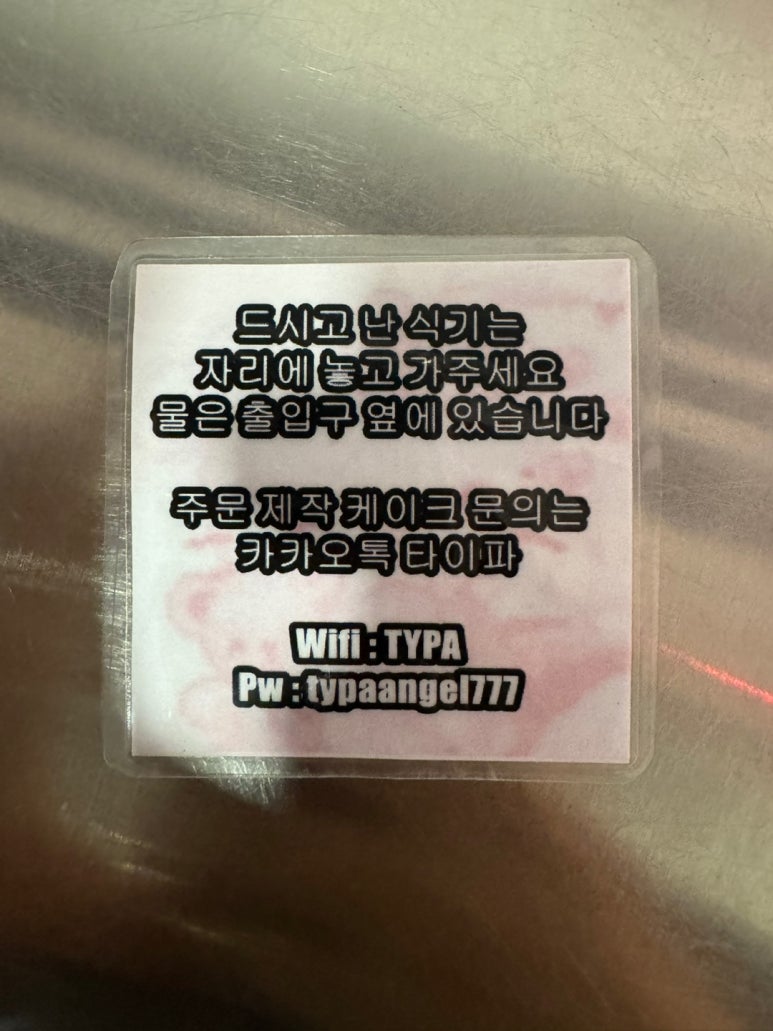 드시고 난 식기는
자리에 놓고 가주세요
물은 출입구 옆에 있습니다
주문 제작 케이크 문의는
카카오톡 타이파
Wifi : TYPA
Pw : typaangel777